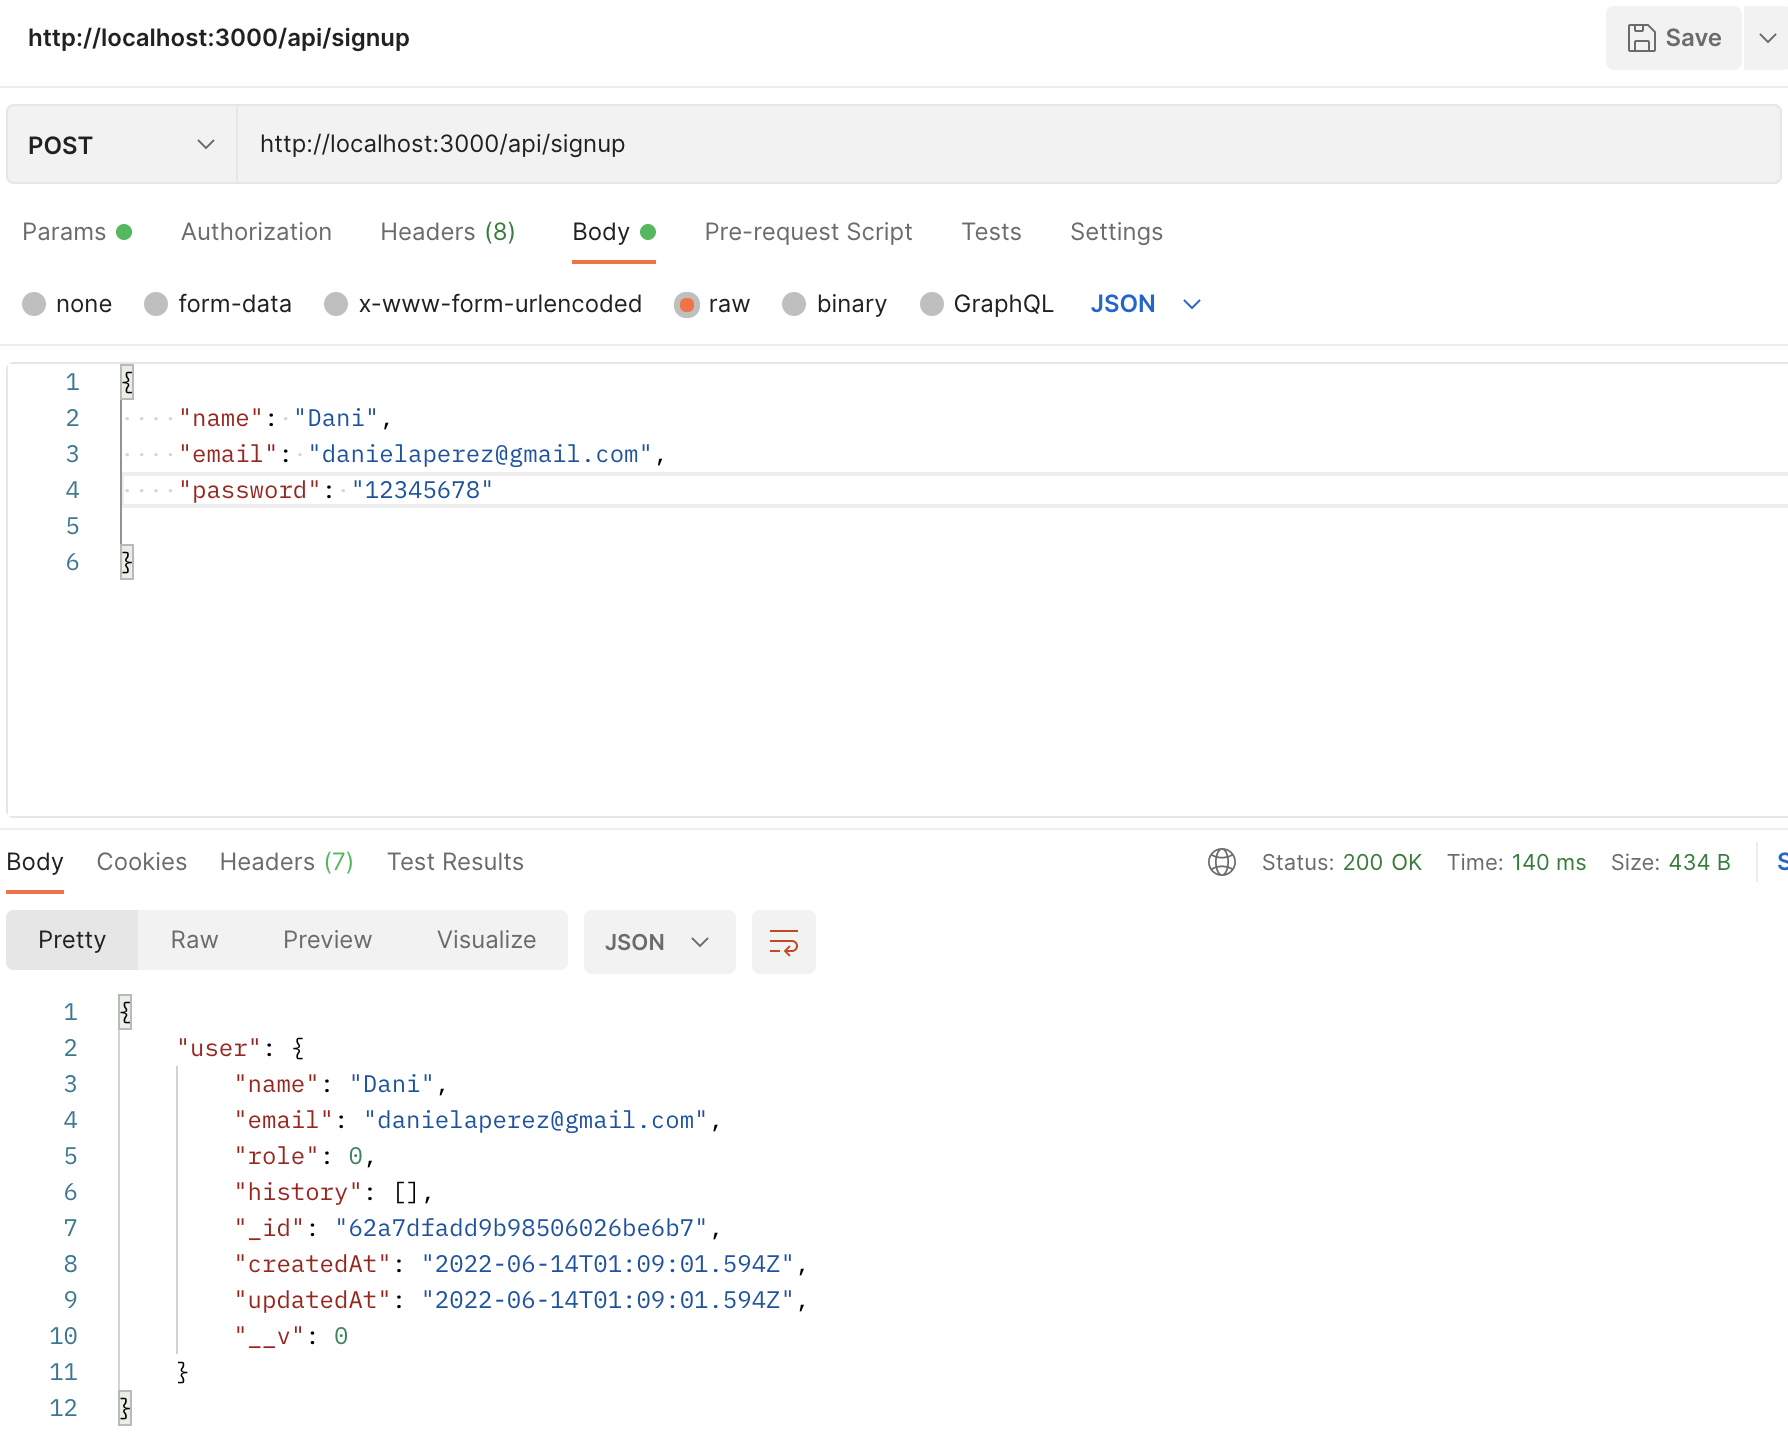 http://localhost:3000/api/signup Save
POST http://localhost:3000/api/signup
Params Authorization Headers (8) Body Pre-request Script Tests Settings
none form-data x-www-form-urlencoded raw binary GraphQL JSON
1 {
2 "name": "Dani",
3 "email": "danielaperez@gmail.com",
4 "password": "12345678"
5
6 }
Body Cookies Headers (7) Test Results Status: 200 OK Time: 140 ms Size: 434 B
Pretty Raw Preview Visualize JSON
1 {
2 "user": {
3 "name": "Dani",
4 "email": "danielaperez@gmail.com",
5 "role": 0,
6 "history": [],
7 "_id": "62a7dfadd9b98506026be6b7",
8 "createdAt": "2022-06-14T01:09:01.594Z",
9 "updatedAt": "2022-06-14T01:09:01.594Z",
10 "__v": 0
11 }
12 }